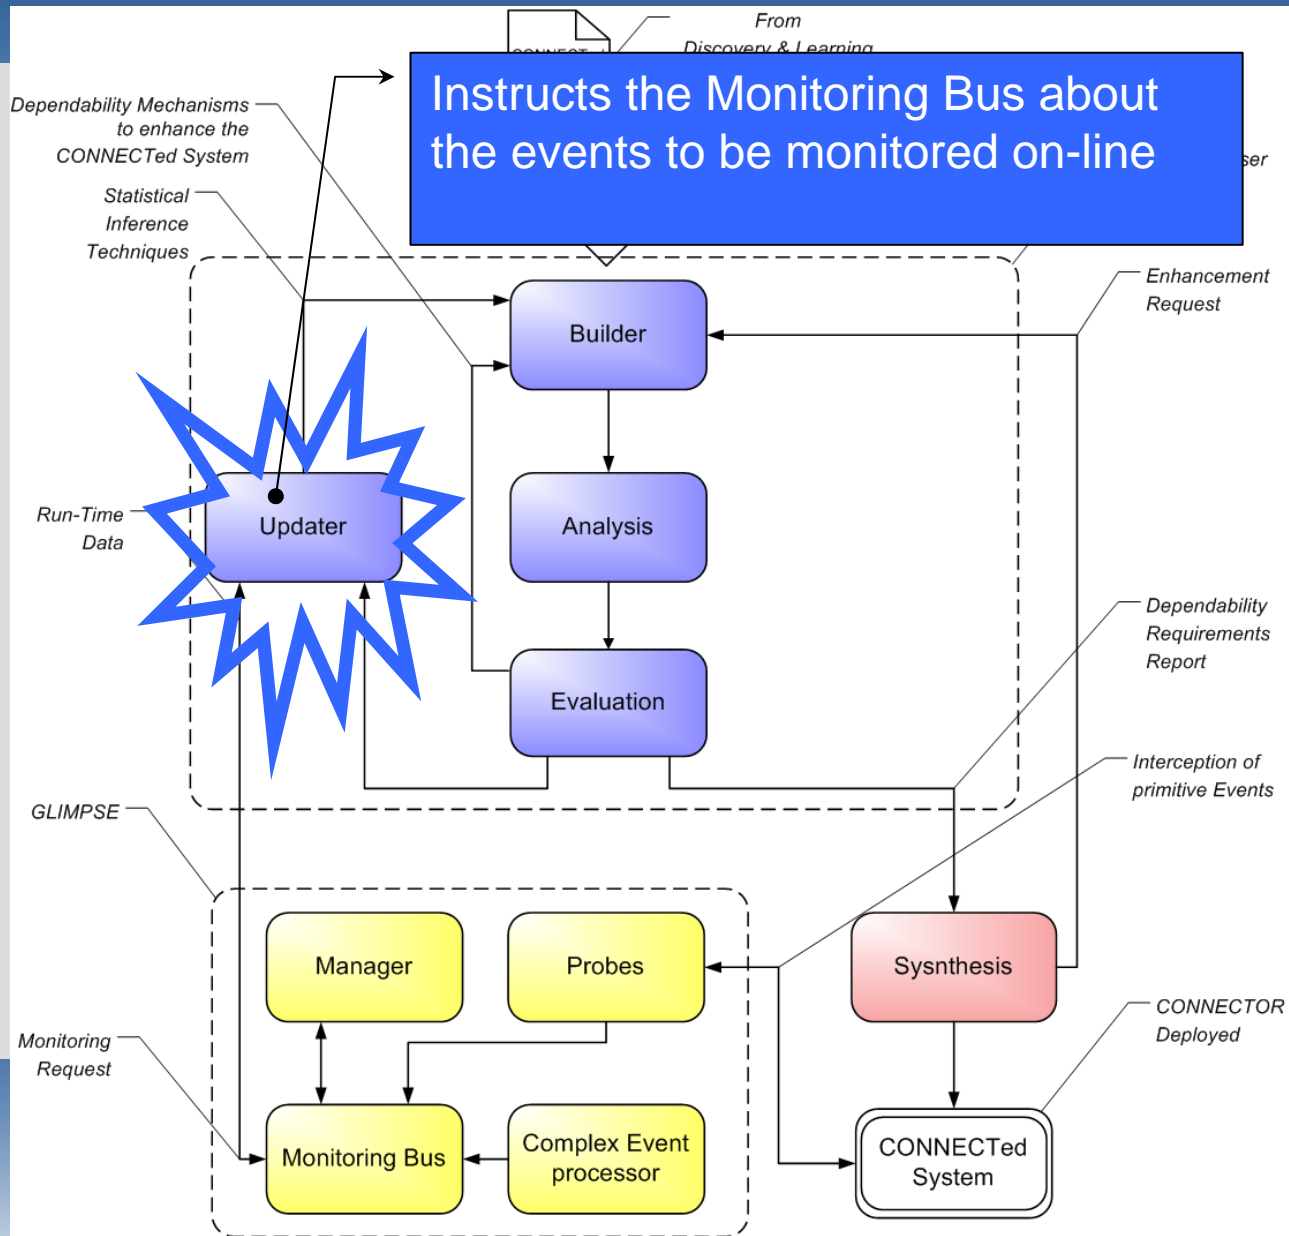 From
Discovery & Learning
Instructs the Monitoring Bus about
the events to be monitored on-line
Dependability Mechanisms
to enhance the
CONNECTed System
ser
Statistical
Inference
Techniques
Enhancement
Request
Builder
Run-Time
Data
Updater
Analysis
Dependability
Requirements
Report
Evaluation
Interception of
primitive Events
GLIMPSE
Manager
Probes
Sysnthesis
CONNECTOR
Deployed
Monitoring
Request
Monitoring Bus
Complex Event
processor
CONNECTed
System